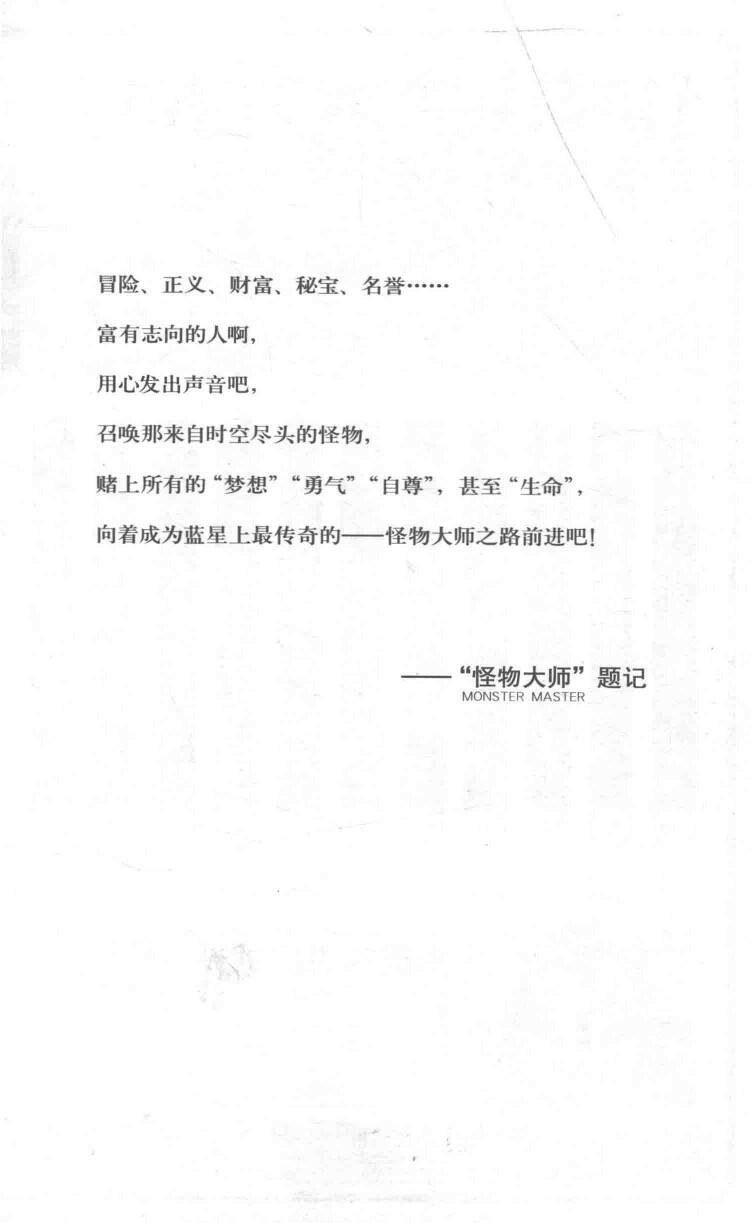 冒险、正义、财富、秘宝、名誉……
富有志向的人啊，
用心发出声音吧，
召唤那来自时空尽头的怪物，
赌上所有的“梦想”“勇气”“自尊”，甚至“生命”，
向着成为蓝星上最传奇的——怪物大师之路前进吧！
——“怪物大师”题记
MONSTER MASTER